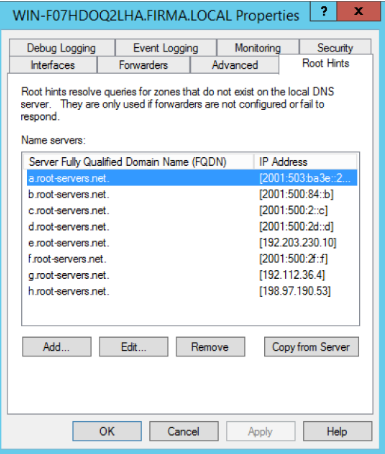 WIN-F07HDOQ2LHA.FIRMA.LOCAL Properties ? x
Debug Logging Event Logging Monitoring Security
Interfaces Forwarders Advanced Root Hints
Root hints resolve queries for zones that do not exist on the local DNS
server. They are only used if forwarders are not configured or fail to
respond.
Name servers:
Server Fully Qualified Domain Name (FQDN) IP Address
a.root-servers.net. [2001:503:ba3e::2...
b.root-servers.net. [2001:500:84::b]
c.root-servers.net. [2001:500:2::c]
d.root-servers.net. [2001:500:2d::d]
e.root-servers.net. [192.203.230.10]
f.root-servers.net. [2001:500:2f::f]
g.root-servers.net. [192.112.36.4]
h.root-servers.net. [198.97.190.53]
Add... Edit... Remove Copy from Server
OK Cancel Apply Help